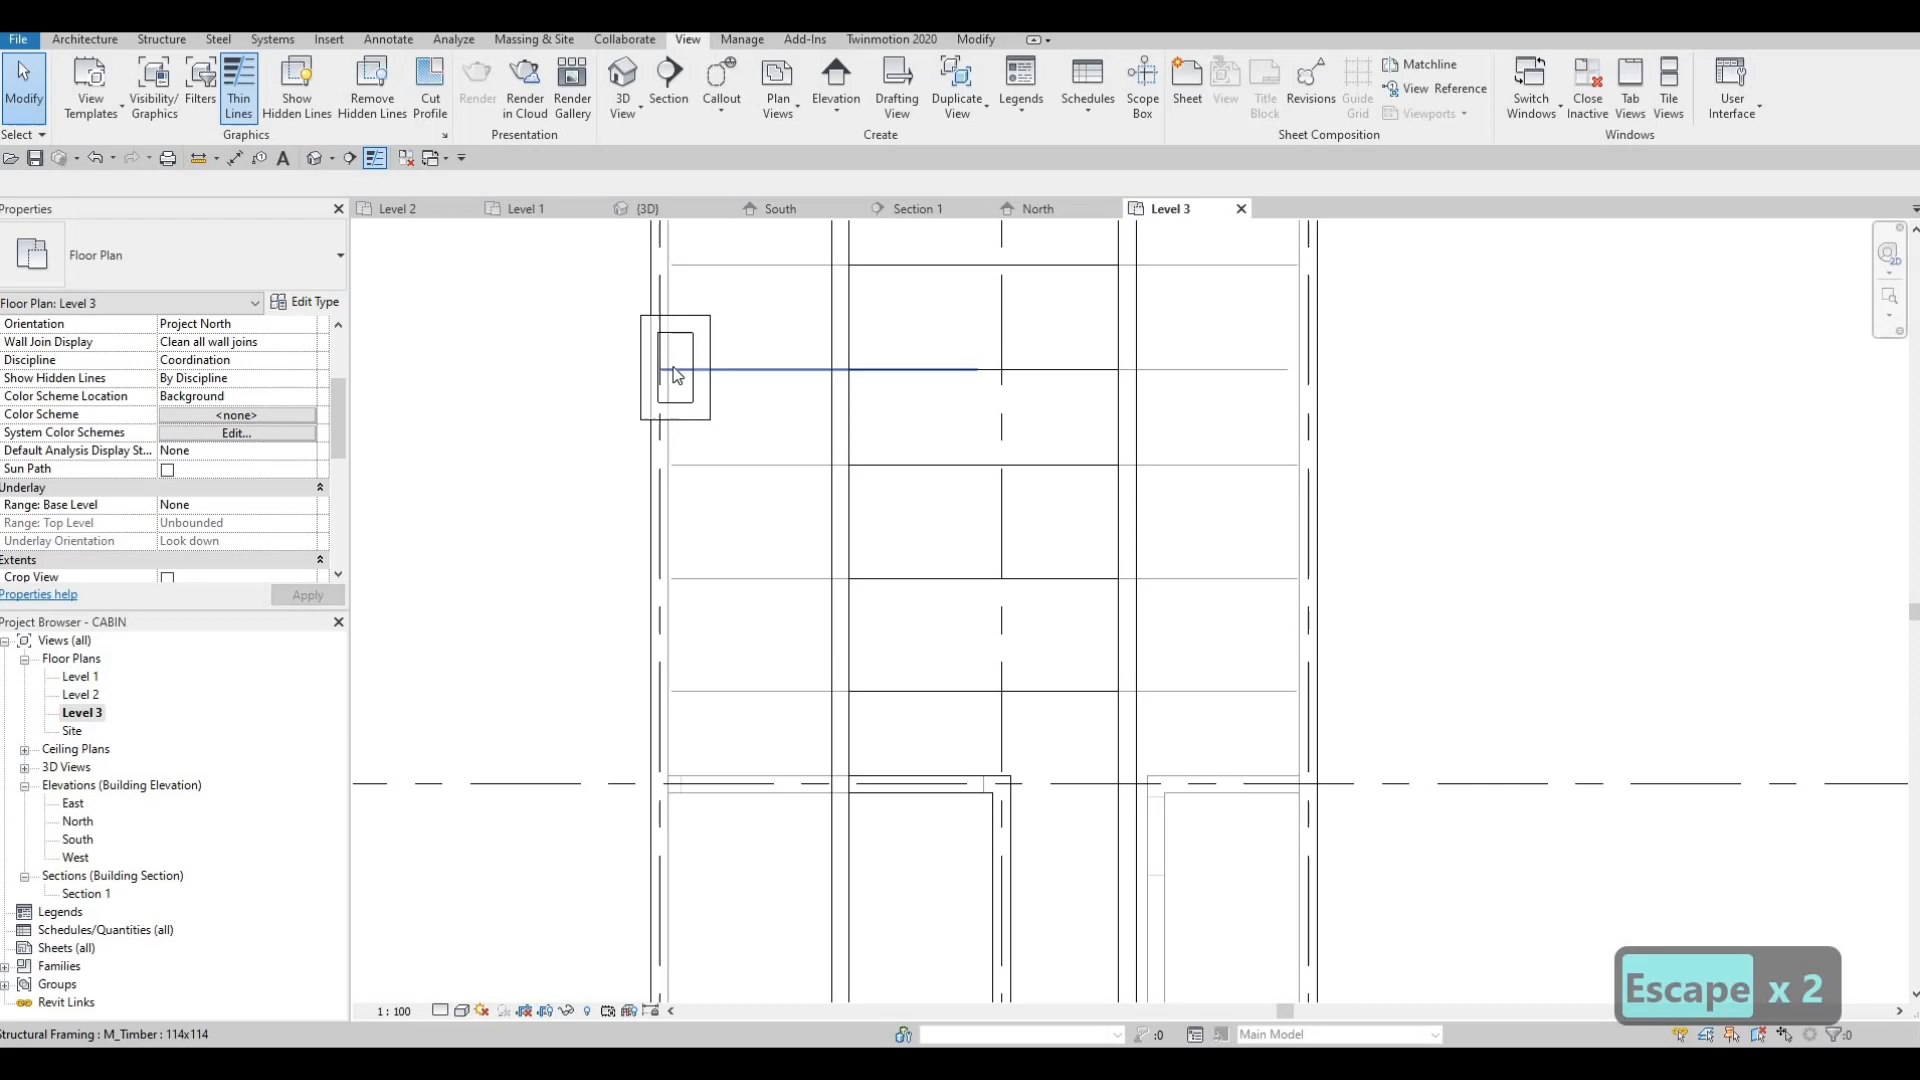 File Architecture Structure Steel Systems Insert Annotate Analyze Massing & Site Collaborate View Manage Add-Ins Twinmotion 2020 Modify
Modify
View Templates
Visibility/ Graphics
Filters
Thin Lines
Show Hidden Lines
Remove Hidden Lines
Cut Profile
Render
Render in Cloud
Render Gallery
3D View
Section
Callout
Plan Views
Elevation
Drafting View
Duplicate View
Legends
Schedules
Scope Box
Sheet
View
Title Block
Revisions
Guide Grid
Matchline
View Reference
Viewports
Switch Windows
Close Inactive
Tab Views
Tile Views
User Interface
Select Graphics Presentation Create Sheet Composition Windows
A
Properties
Level 2 Level 1 {3D} South Section 1 North Level 3
Floor Plan
Floor Plan: Level 3 Edit Type
Orientation Project North
Wall Join Display Clean all wall joins
Discipline Coordination
Show Hidden Lines By Discipline
Color Scheme Location Background
Color Scheme <none>
System Color Schemes Edit...
Default Analysis Display St... None
Sun Path
Underlay
Range: Base Level None
Range: Top Level Unbounded
Underlay Orientation Look down
Extents
Crop View
Properties help Apply
Project Browser - CABIN
Views (all)
Floor Plans
Level 1
Level 2
Level 3
Site
Ceiling Plans
3D Views
Elevations (Building Elevation)
East
North
South
West
Sections (Building Section)
Section 1
Legends
Schedules/Quantities (all)
Sheets (all)
Families
Groups
Revit Links
2D
Escape x 2
1 : 100
Structural Framing : M_Timber : 114x114
:0
Main Model
:0